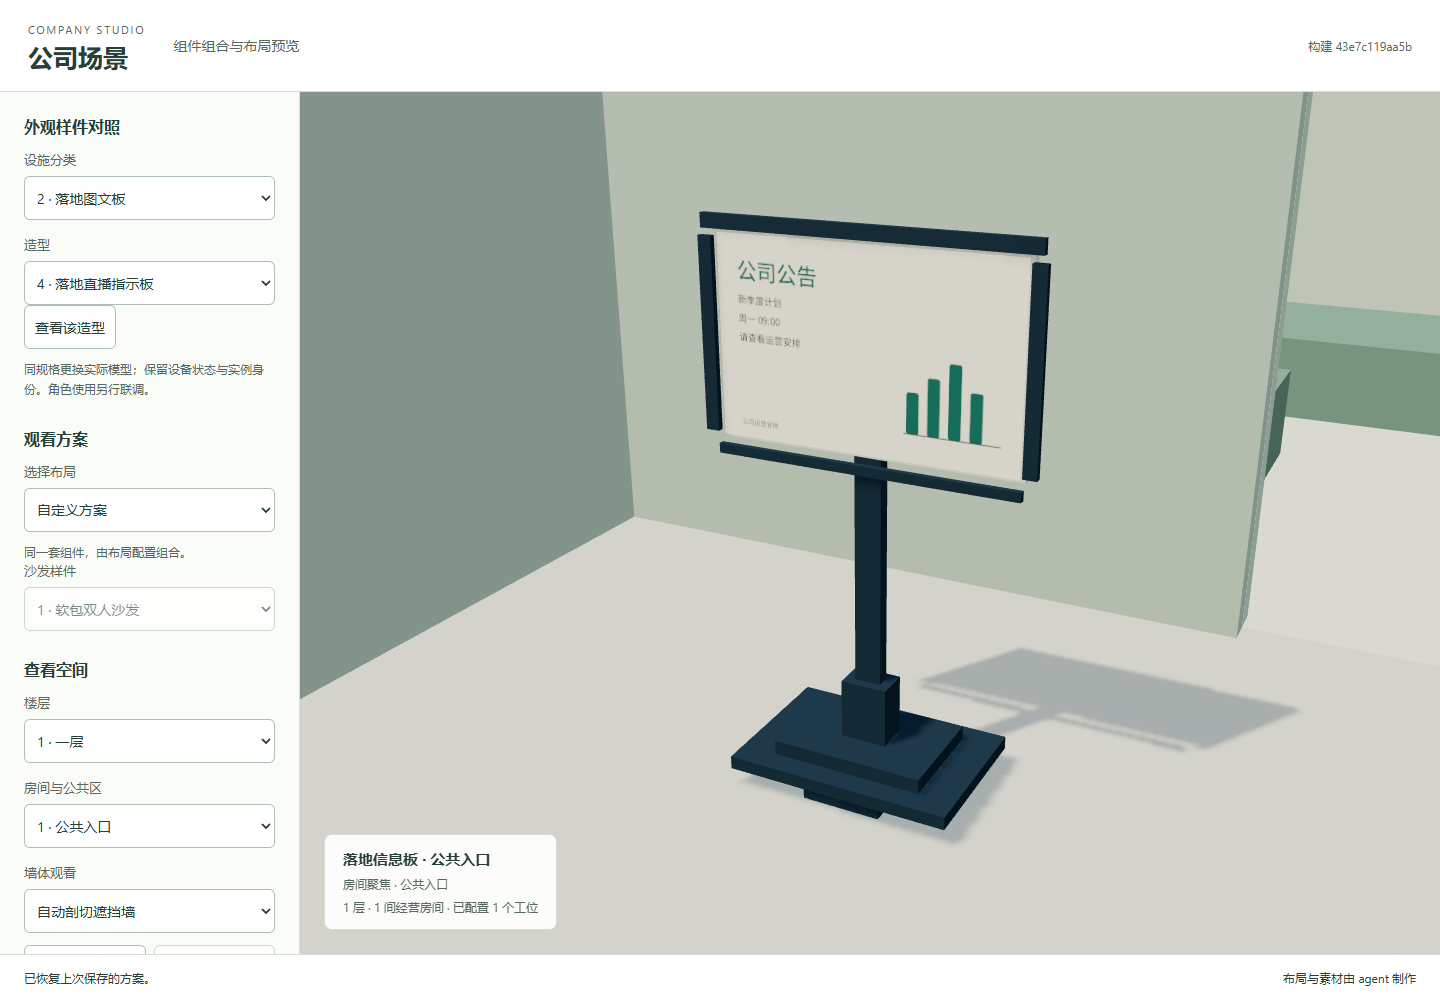 COMPANY STUDIO
公司场景
组件组合与布局预览
构建 43e7c119aa5b
外观样件对照
设施分类
2 · 落地图文板
造型
4 · 落地直播指示板
查看该造型
同规格更换实际模型；保留设备状态与实例身
份。角色使用另行联调。
观看方案
选择布局
自定义方案
同一套组件，由布局配置组合。
沙发样件
1 · 软包双人沙发
查看空间
楼层
1 · 一层
房间与公共区
1 · 公共入口
墙体观看
自动剖切遮挡墙
公司公告
新季度计划
周一 09:00
请查看运营安排
公司运营安排
落地信息板 · 公共入口
房间聚焦 · 公共入口
1 层 · 1 间经营房间 · 已配置 1 个工位
已恢复上次保存的方案。
布局与素材由 agent 制作